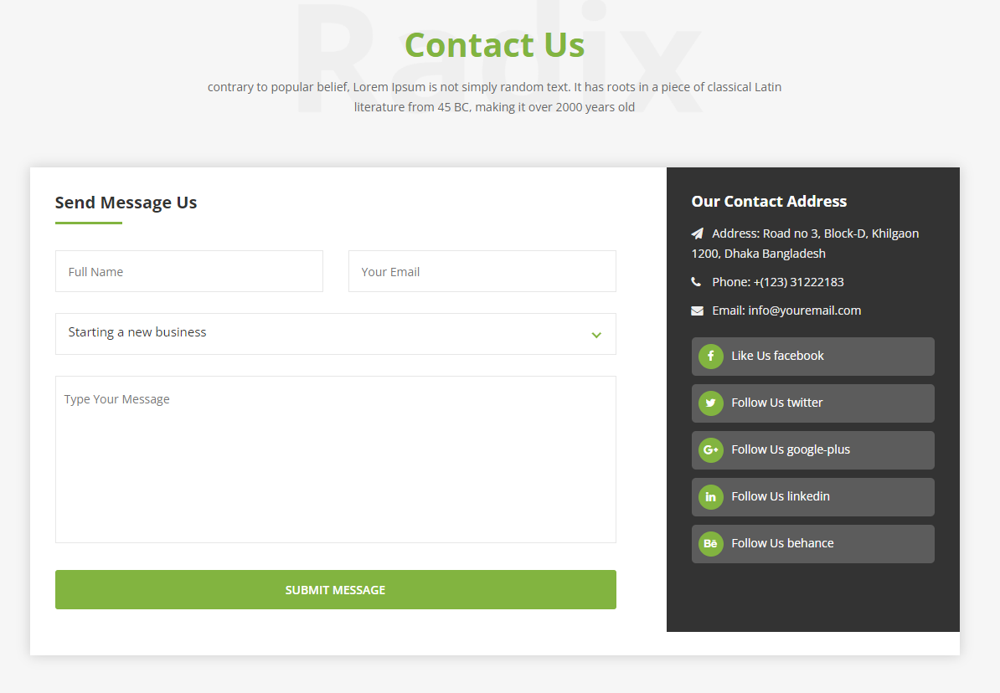 Radix
Contact Us
contrary to popular belief, Lorem Ipsum is not simply random text. It has roots in a piece of classical Latin
literature from 45 BC, making it over 2000 years old
Send Message Us
Full Name
Your Email
Starting a new business
Type Your Message
SUBMIT MESSAGE
Our Contact Address
Address: Road no 3, Block-D, Khilgaon
1200, Dhaka Bangladesh
Phone: +(123) 31222183
Email: info@youremail.com
f Like Us facebook
Follow Us twitter
G+ Follow Us google-plus
in Follow Us linkedin
Bē Follow Us behance